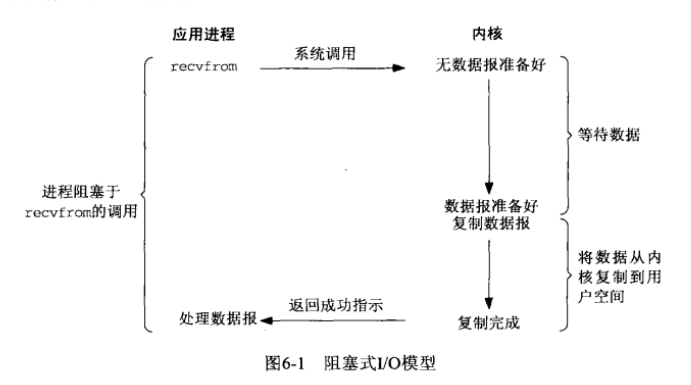 应用进程
内核
recvfrom
系统调用
无数据报准备好
等待数据
进程阻塞于
recvfrom的调用
数据报准备好
复制数据报
将数据从内
核复制到用
户空间
处理数据报
返回成功指示
复制完成
图6-1 阻塞式I/O模型